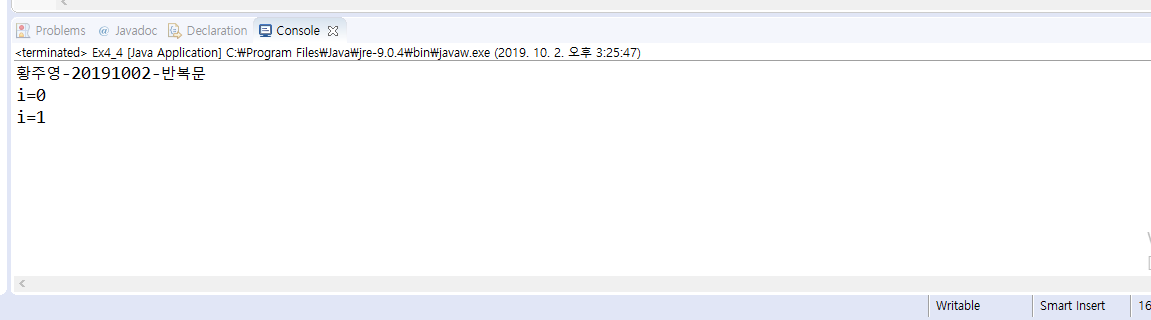 Problems @ Javadoc Declaration Console
<terminated> Ex4_4 [Java Application] C:₩Program Files₩Java₩jre-9.0.4₩bin₩javaw.exe (2019. 10. 2. 오후 3:25:47)
황주영-20191002-반복문
i=0
i=1
Writable Smart Insert 16